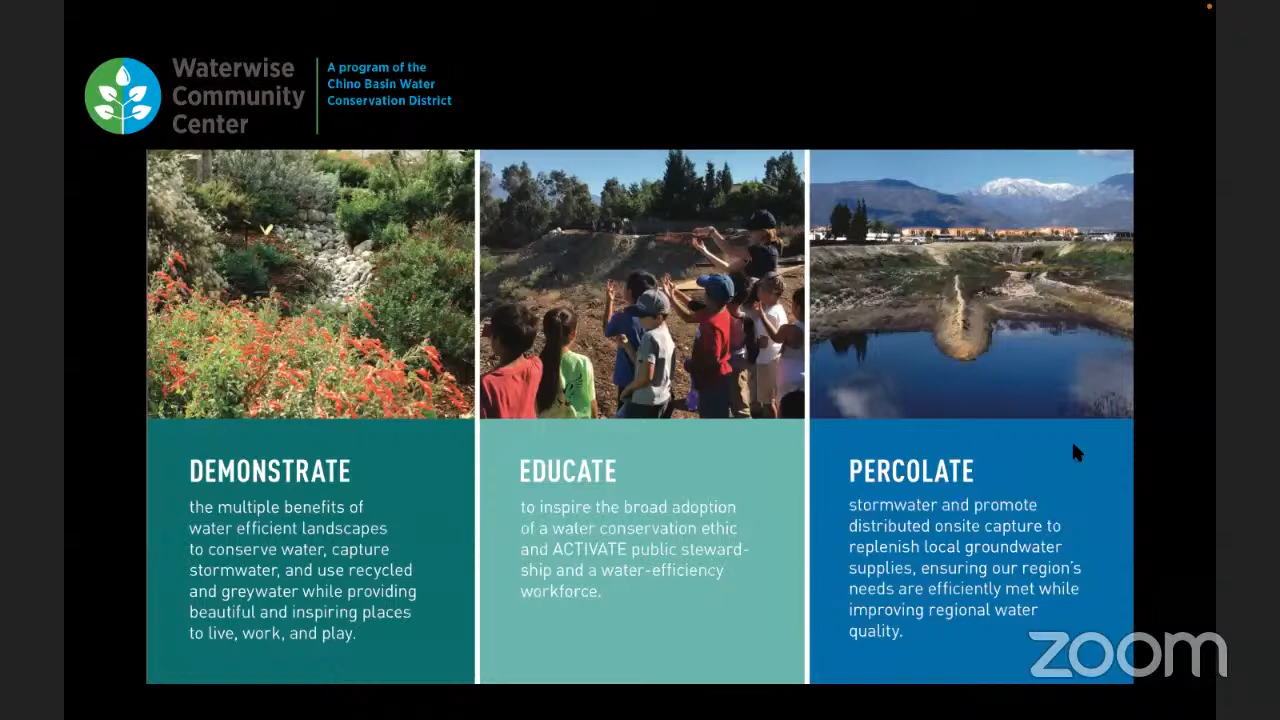 Waterwise
Community
Center
A program of the
Chino Basin Water
Conservation District
DEMONSTRATE
the multiple benefits of
water efficient landscapes
to conserve water, capture
stormwater, and use recycled
and greywater while providing
beautiful and inspiring places
to live, work, and play.
EDUCATE
to inspire the broad adoption
of a water conservation ethic
and ACTIVATE public steward-
ship and a water-efficiency
workforce.
PERCOLATE
stormwater and promote
distributed onsite capture to
replenish local groundwater
supplies, ensuring our region's
needs are efficiently met while
improving regional water
quality.
zoom